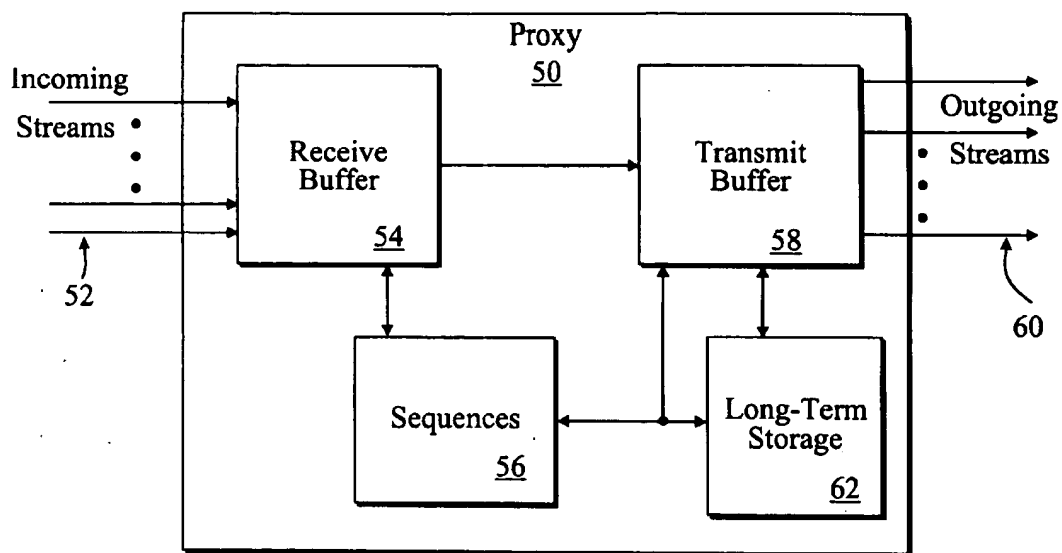 Proxy
50
Incoming
Streams
52
Receive
Buffer
54
Transmit
Buffer
58
Outgoing
Streams
60
Sequences
56
Long-Term
Storage
62